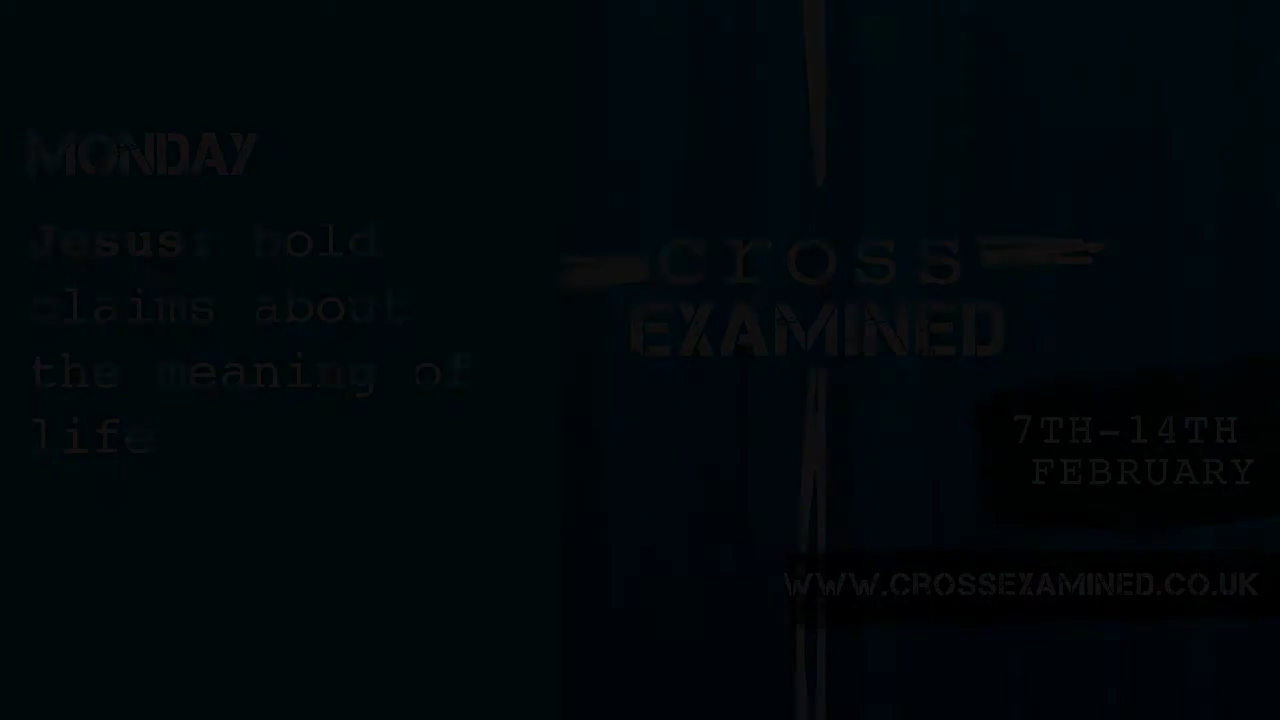 MONDAY
Jesus: bold
claims about
the meaning of
life
cross
EXAMINED
7TH-14TH
FEBRUARY
WWW.CROSSEXAMINED.CO.UK